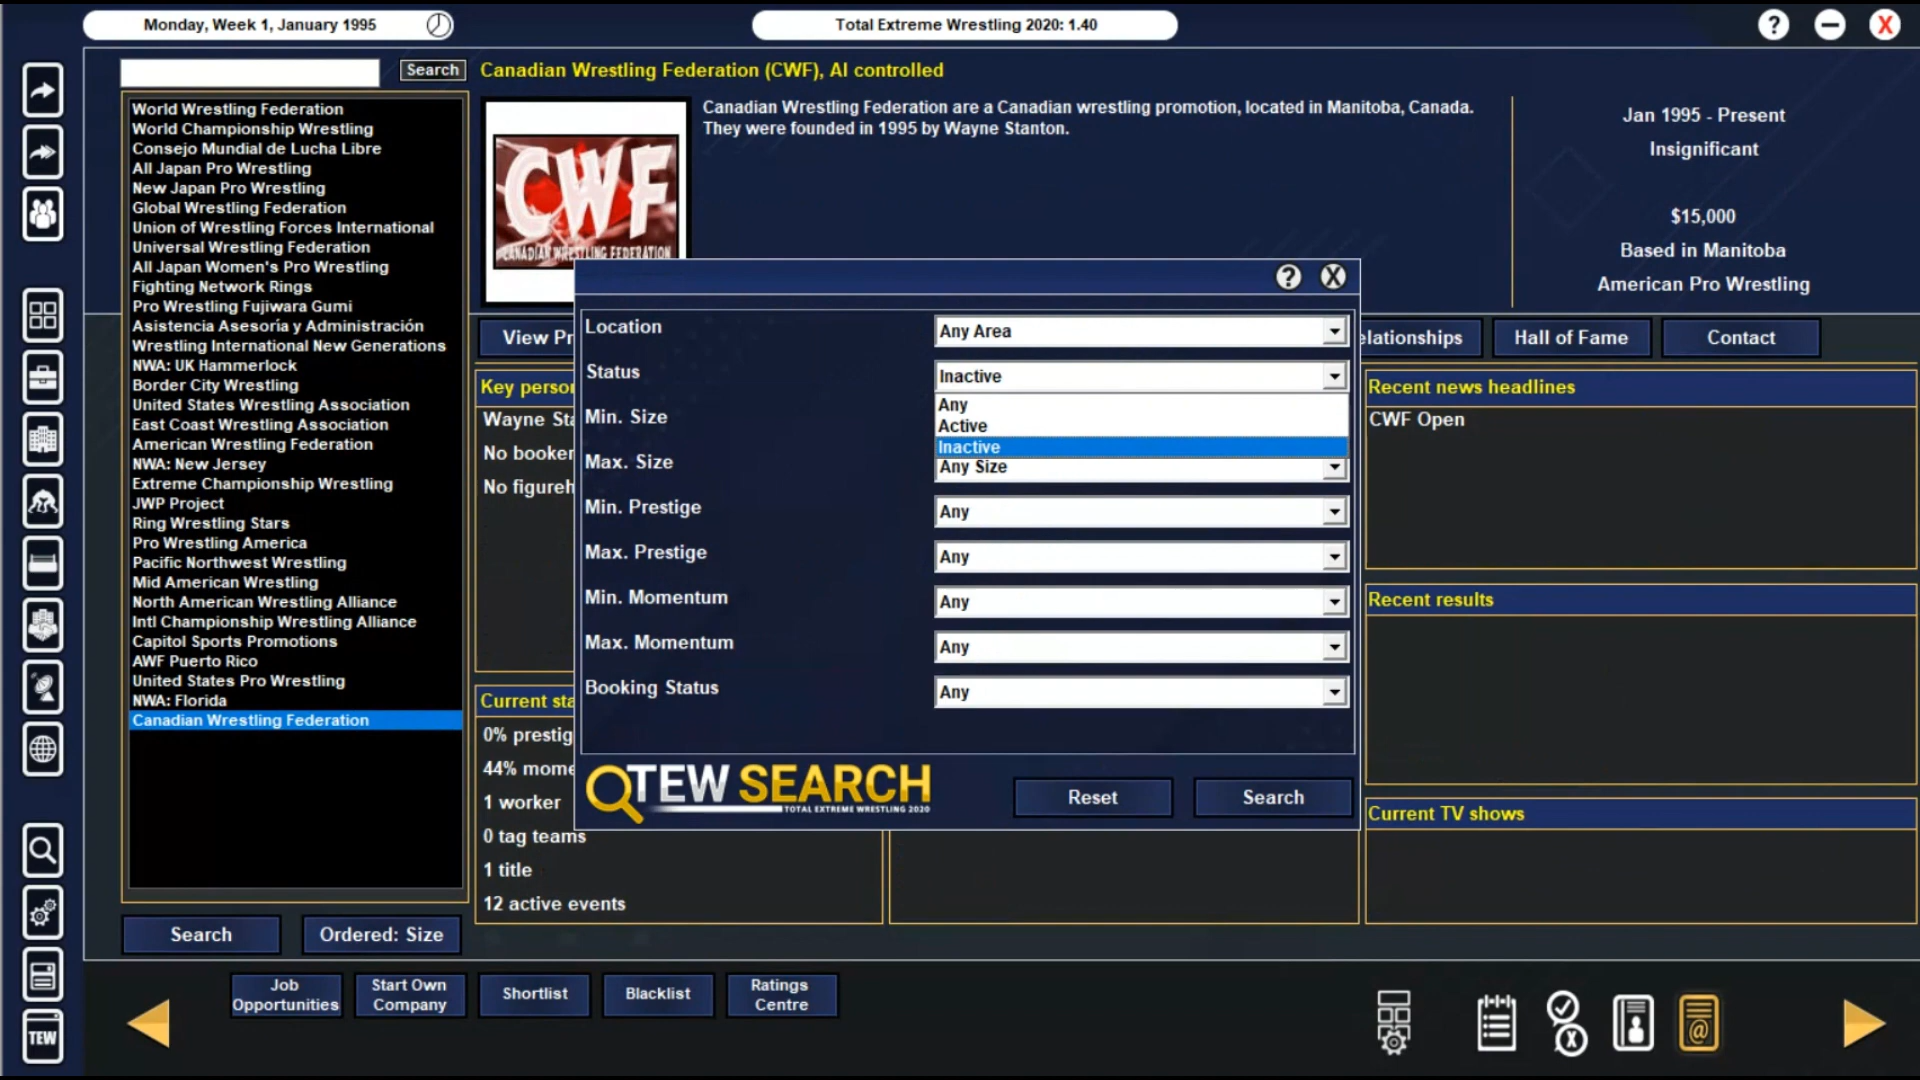 Monday, Week 1, January 1995
Total Extreme Wrestling 2020: 1.40
?
X
Search
Canadian Wrestling Federation (CWF), AI controlled
World Wrestling Federation
World Championship Wrestling
Consejo Mundial de Lucha Libre
All Japan Pro Wrestling
New Japan Pro Wrestling
Global Wrestling Federation
Union of Wrestling Forces International
Universal Wrestling Federation
All Japan Women's Pro Wrestling
Fighting Network Rings
Pro Wrestling Fujiwara Gumi
Asistencia Asesoría y Administración
Wrestling International New Generations
NWA: UK Hammerlock
Border City Wrestling
United States Wrestling Association
East Coast Wrestling Association
American Wrestling Federation
NWA: New Jersey
Extreme Championship Wrestling
JWP Project
Ring Wrestling Stars
Pro Wrestling America
Pacific Northwest Wrestling
Mid American Wrestling
North American Wrestling Alliance
Intl Championship Wrestling Alliance
Capitol Sports Promotions
AWF Puerto Rico
United States Pro Wrestling
NWA: Florida
Canadian Wrestling Federation
Search
Ordered: Size
CWF
CANADIAN WRESTLING FEDERATION
Canadian Wrestling Federation are a Canadian wrestling promotion, located in Manitoba, Canada.
They were founded in 1995 by Wayne Stanton.
Jan 1995 - Present
Insignificant
$15,000
Based in Manitoba
American Pro Wrestling
View Pr
elationships
Hall of Fame
Contact
Key person
Wayne Sta
No booker
No figureh
Current sta
0% prestig
44% mome
1 worker
0 tag teams
1 title
12 active events
? X
Location
Any Area
Status
Inactive
Any
Active
Inactive
Min. Size
Max. Size
Any Size
Min. Prestige
Any
Max. Prestige
Any
Min. Momentum
Any
Max. Momentum
Any
Booking Status
Any
TEW SEARCH
TOTAL EXTREME WRESTLING 2020
Reset
Search
Recent news headlines
CWF Open
Recent results
Current TV shows
TEW
Job
Opportunities
Start Own
Company
Shortlist
Blacklist
Ratings
Centre
X
@